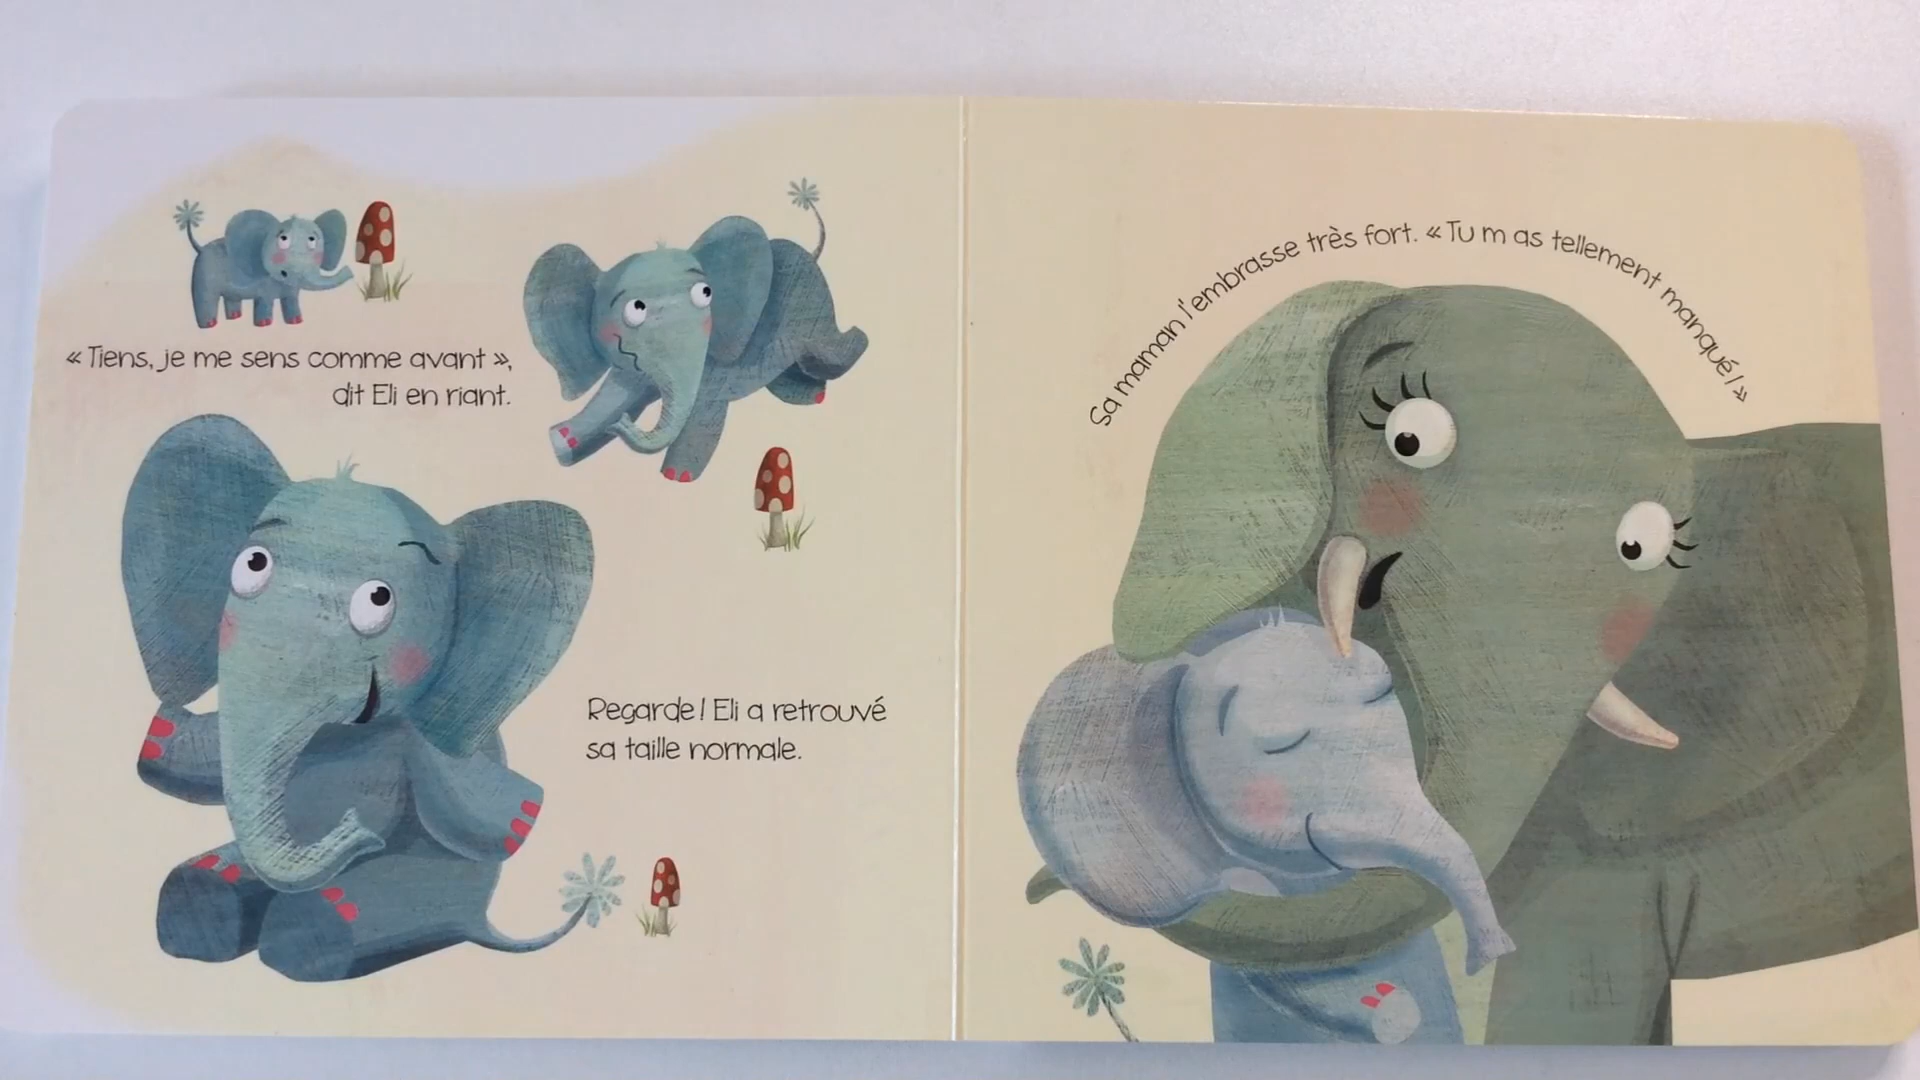 « Tiens, je me sens comme avant »,
dit Eli en riant.
Regarde! Eli a retrouvé
sa taille normale.
Sa maman l'embrasse très fort. « Tu m as tellement manqué! »